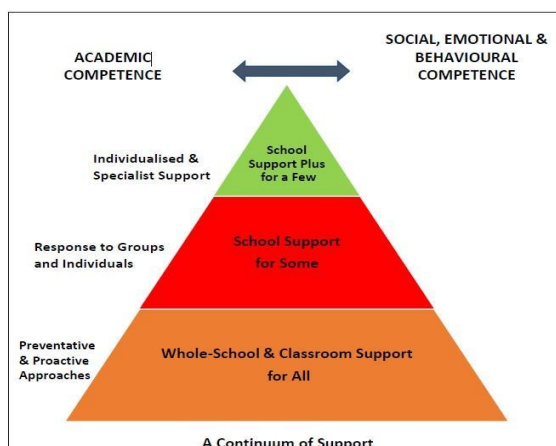 ACADEMIC
COMPETENCE
SOCIAL, EMOTIONAL &
BEHAVIOURAL
COMPETENCE
Individualised &
Specialist Support
School
Support Plus
for a Few
Response to Groups
and Individuals
School Support
for Some
Preventative
& Proactive
Approaches
Whole-School & Classroom Support
for All
A Continuum of Support